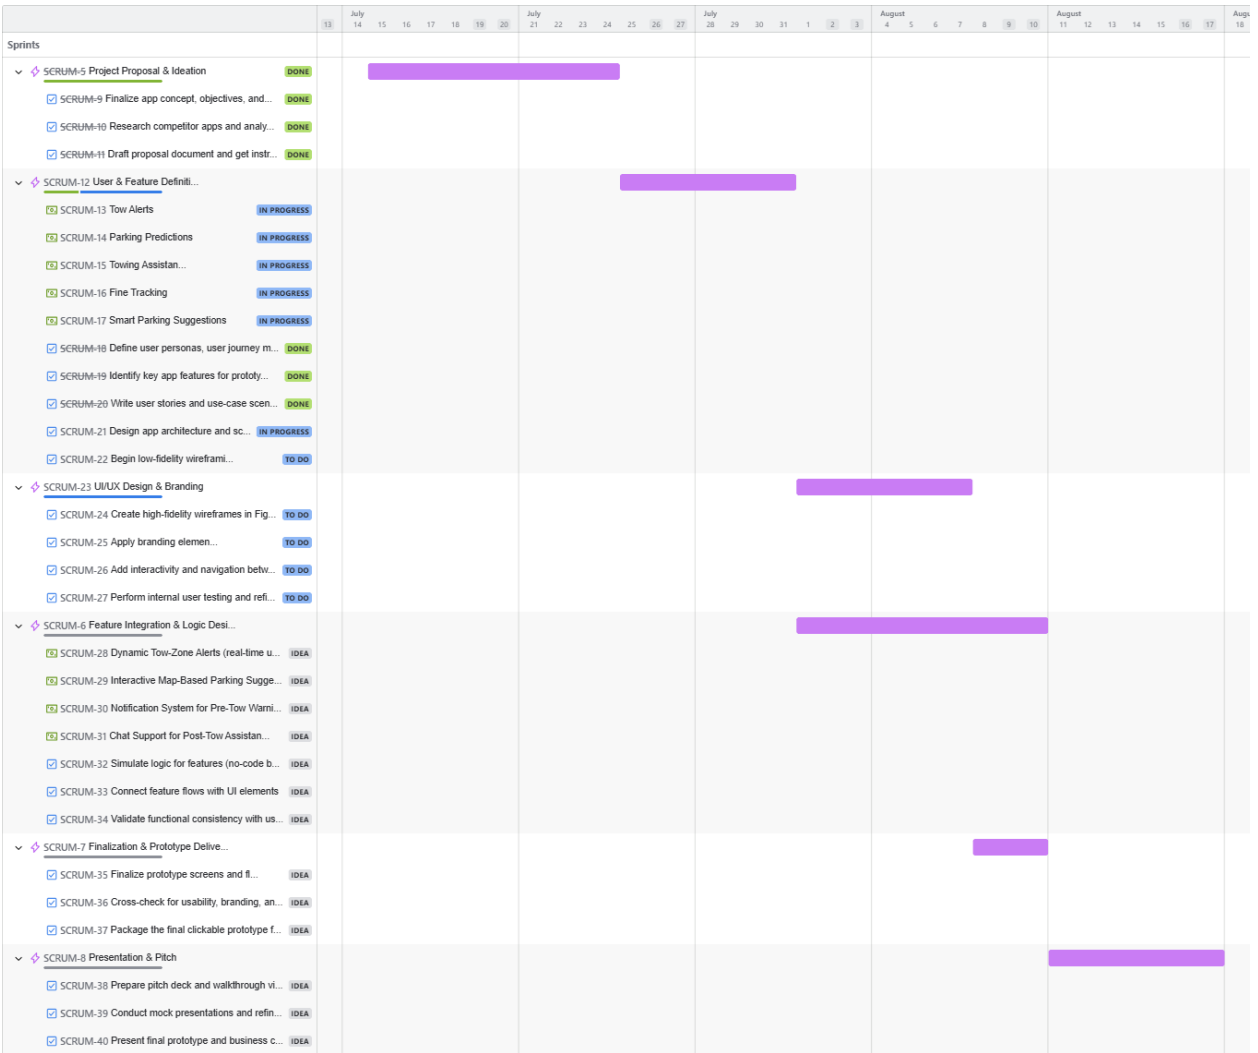 July July July August August Augu
13 14 15 16 17 18 19 20 21 22 23 24 25 26 27 28 29 30 31 1 2 3 4 5 6 7 8 9 10 11 12 13 14 15 16 17 18
Sprints
SCRUM-5 Project Proposal & Ideation DONE
SCRUM-9 Finalize app concept, objectives, and... DONE
SCRUM-10 Research competitor apps and analy... DONE
SCRUM-11 Draft proposal document and get instr... DONE
SCRUM-12 User & Feature Definiti...
SCRUM-13 Tow Alerts IN PROGRESS
SCRUM-14 Parking Predictions IN PROGRESS
SCRUM-15 Towing Assistan... IN PROGRESS
SCRUM-16 Fine Tracking IN PROGRESS
SCRUM-17 Smart Parking Suggestions IN PROGRESS
SCRUM-18 Define user personas, user journey m... DONE
SCRUM-19 Identify key app features for prototy... DONE
SCRUM-20 Write user stories and use-case scen... DONE
SCRUM-21 Design app architecture and sc... IN PROGRESS
SCRUM-22 Begin low-fidelity wireframi... TO DO
SCRUM-23 UI/UX Design & Branding
SCRUM-24 Create high-fidelity wireframes in Fig... TO DO
SCRUM-25 Apply branding elemen... TO DO
SCRUM-26 Add interactivity and navigation betw... TO DO
SCRUM-27 Perform internal user testing and refi... TO DO
SCRUM-6 Feature Integration & Logic Desi...
SCRUM-28 Dynamic Tow-Zone Alerts (real-time u... IDEA
SCRUM-29 Interactive Map-Based Parking Sugge... IDEA
SCRUM-30 Notification System for Pre-Tow Warni... IDEA
SCRUM-31 Chat Support for Post-Tow Assistan... IDEA
SCRUM-32 Simulate logic for features (no-code b... IDEA
SCRUM-33 Connect feature flows with UI elements IDEA
SCRUM-34 Validate functional consistency with us... IDEA
SCRUM-7 Finalization & Prototype Delive...
SCRUM-35 Finalize prototype screens and fl... IDEA
SCRUM-36 Cross-check for usability, branding, an... IDEA
SCRUM-37 Package the final clickable prototype f... IDEA
SCRUM-8 Presentation & Pitch
SCRUM-38 Prepare pitch deck and walkthrough vi... IDEA
SCRUM-39 Conduct mock presentations and refin... IDEA
SCRUM-40 Present final prototype and business c... IDEA